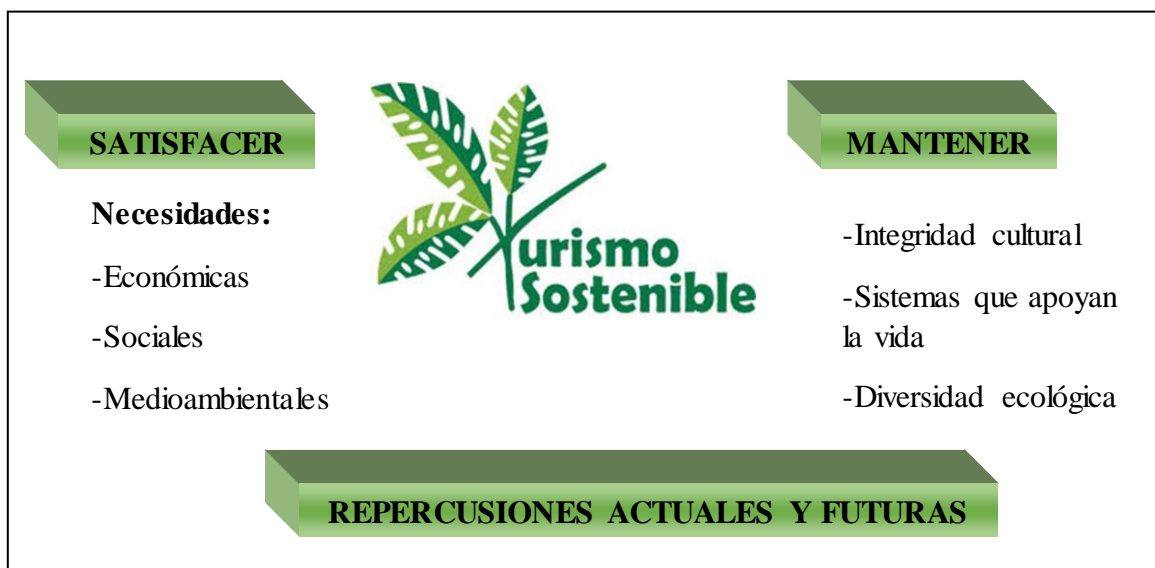 SATISFACER
Necesidades:
-Económicas
-Sociales
-Medioambientales
Turismo
Sostenible
MANTENER
-Integridad cultural
-Sistemas que apoyan
la vida
-Diversidad ecológica
REPERCUSIONES ACTUALES Y FUTURAS